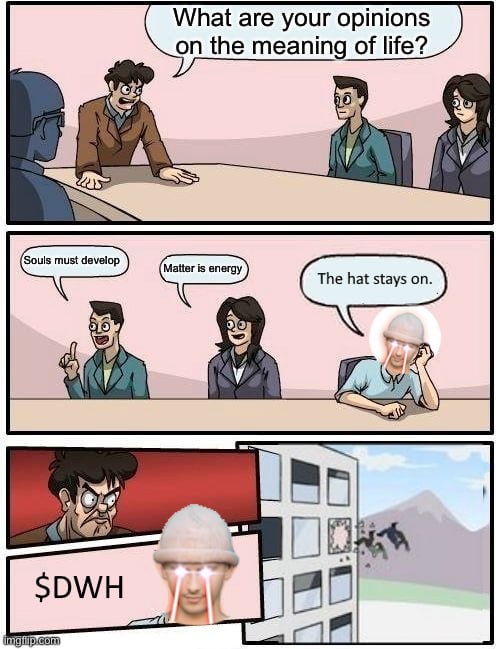 What are your opinions
on the meaning of life?
Souls must develop
Matter is energy
The hat stays on.
$DWH
imgflip.com